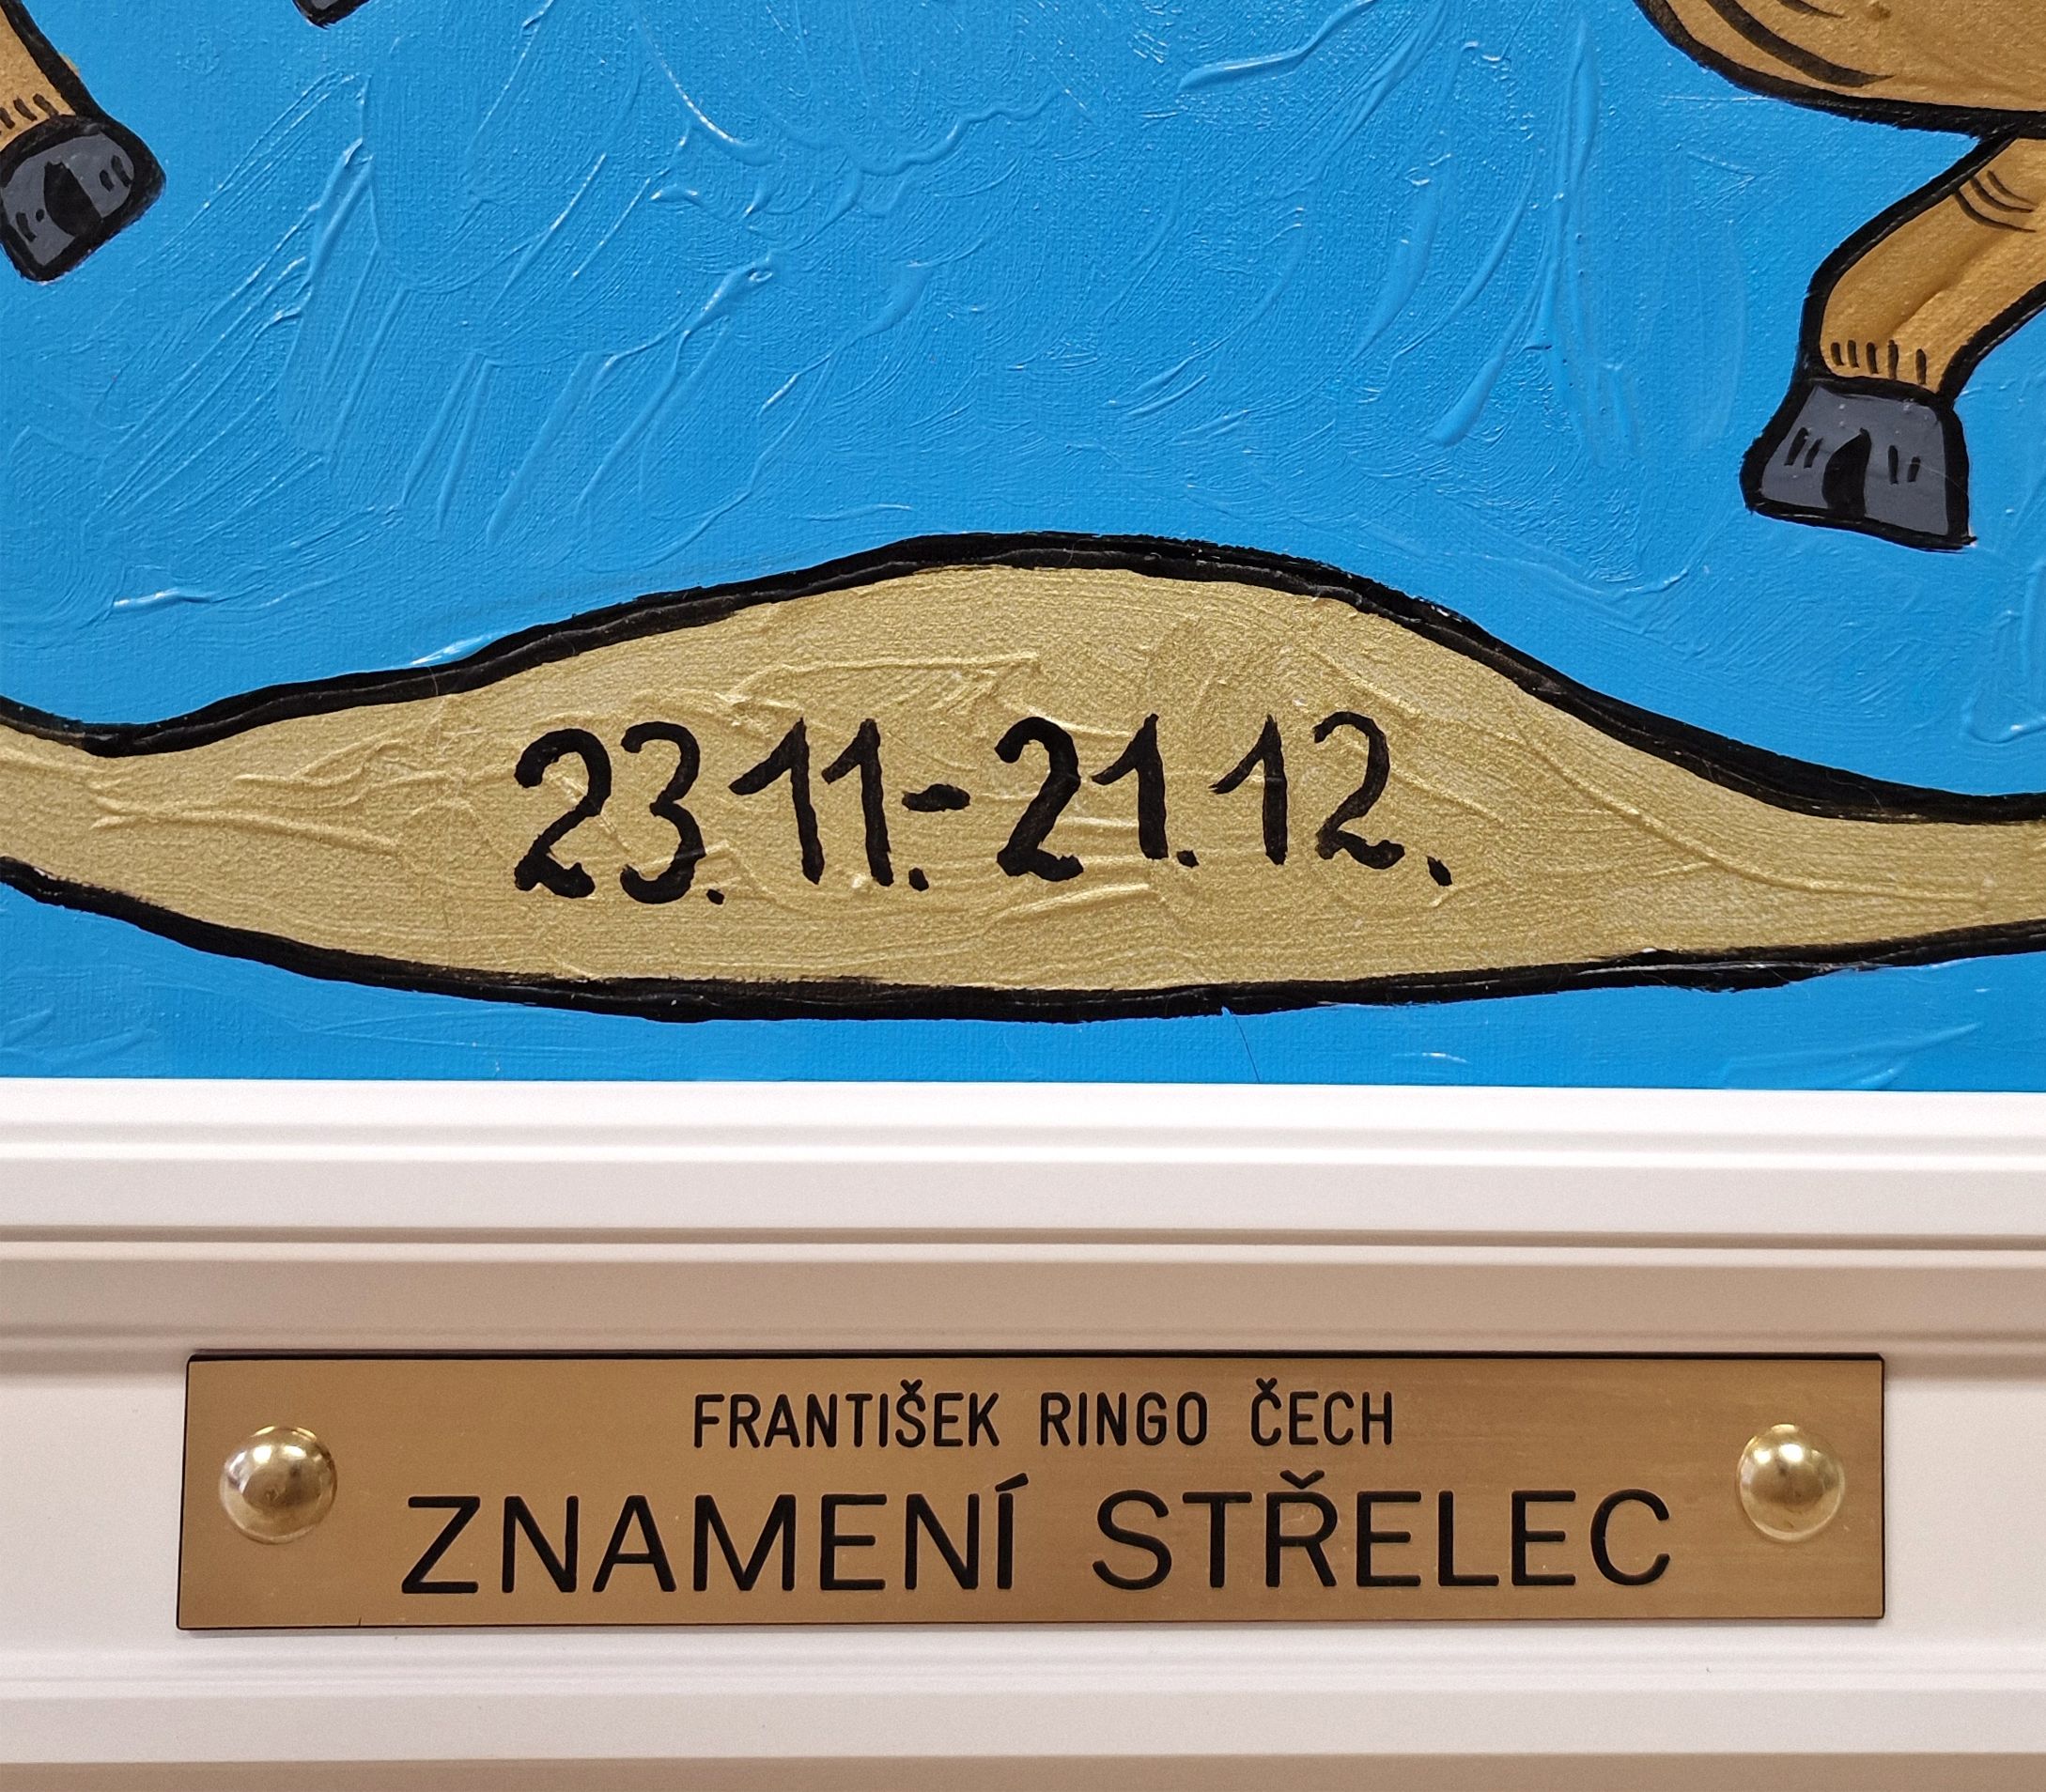 23.11.-21.12.
FRANTIŠEK RINGO ČECH
ZNAMENÍ STŘELEC